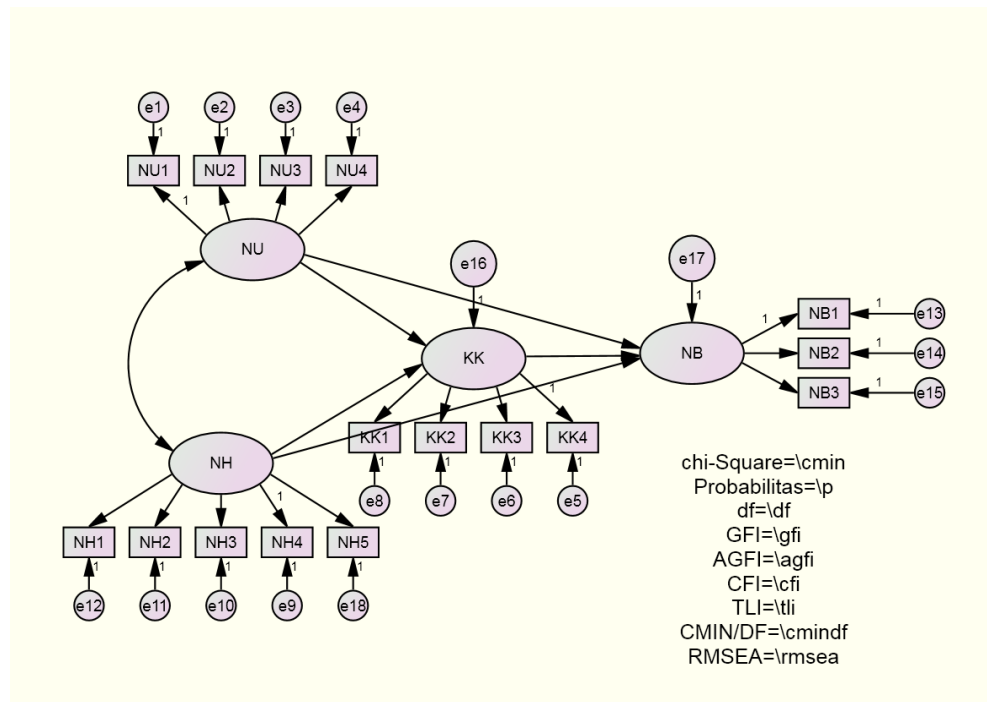 e1 e2 e3 e4
1 1 1 1
NU1 NU2 NU3 NU4
1
NU
e16 e17
1 1
KK NB
1 NB1 1 e13
NB2 1 e14
NB3 1 e15
1
KK1 KK2 KK3 KK4
1 1 1 1
e8 e7 e6 e5
NH
1
NH1 NH2 NH3 NH4 NH5
1 1 1 1 1
e12 e11 e10 e9 e18
chi-Square=\cmin
Probabilitas=\p
df=\df
GFI=\gfi
AGFI=\agfi
CFI=\cfi
TLI=\tli
CMIN/DF=\cmindf
RMSEA=\rmsea